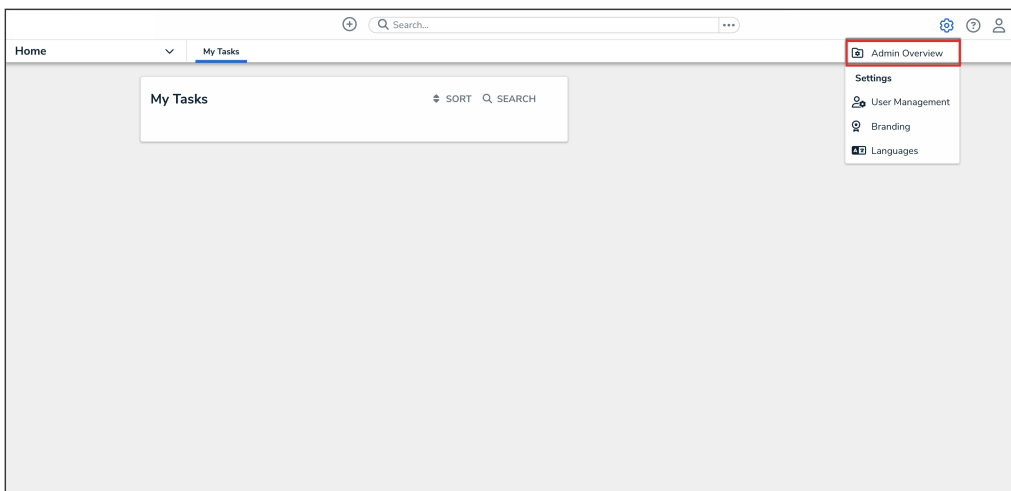 Search...
Home
My Tasks
Admin Overview
My Tasks
SORT
SEARCH
Settings
User Management
Branding
Languages